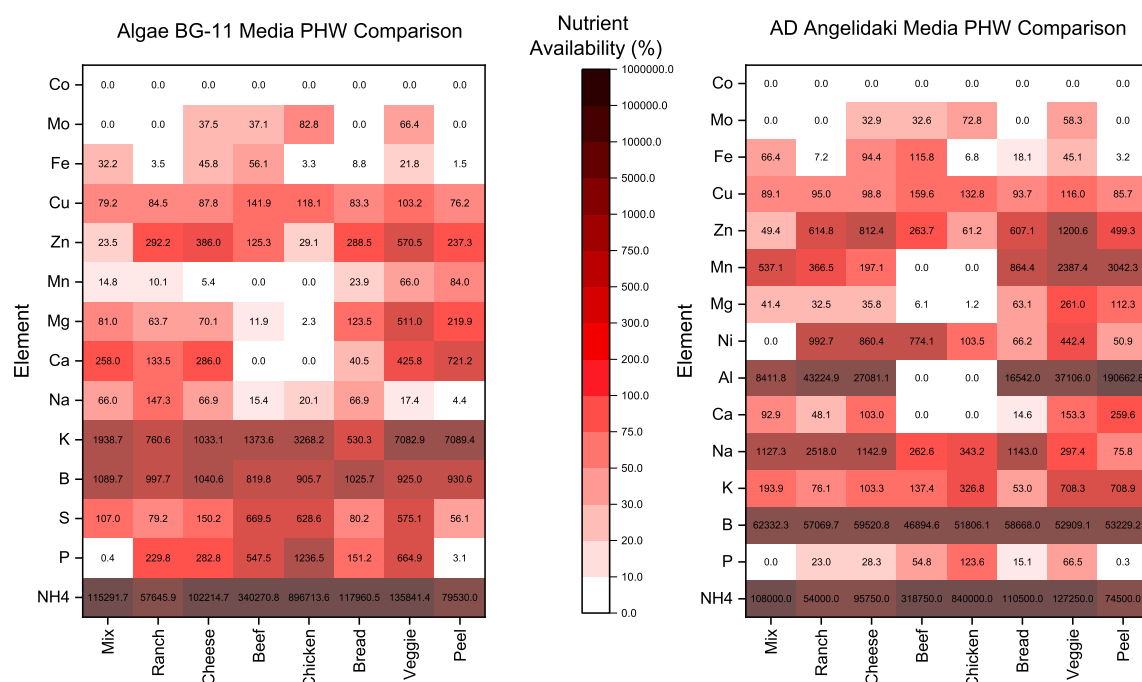 Algae BG-11 Media PHW Comparison
Nutrient
Availability (%)
AD Angelidaki Media PHW Comparison
Element
Co 0.0 0.0 0.0 0.0 0.0 0.0 0.0 0.0
Mo 0.0 0.0 37.5 37.1 82.8 0.0 66.4 0.0
Fe 32.2 3.5 45.8 56.1 3.3 8.8 21.8 1.5
Cu 79.2 84.5 87.8 141.9 118.1 83.3 103.2 76.2
Zn 23.5 292.2 386.0 125.3 29.1 288.5 570.5 237.3
Mn 14.8 10.1 5.4 0.0 0.0 23.9 66.0 84.0
Mg 81.0 63.7 70.1 11.9 2.3 123.5 511.0 219.9
Ca 258.0 133.5 286.0 0.0 0.0 40.5 425.8 721.2
Na 66.0 147.3 66.9 15.4 20.1 66.9 17.4 4.4
K 1938.7 760.6 1033.1 1373.6 3268.2 530.3 7082.9 7089.4
B 1089.7 997.7 1040.6 819.8 905.7 1025.7 925.0 930.6
S 107.0 79.2 150.2 669.5 628.6 80.2 575.1 56.1
P 0.4 229.8 282.8 547.5 1236.5 151.2 664.9 3.1
NH4 115291.7 57645.9 102214.7 340270.8 896713.6 117960.5 135841.4 79530.0
Mix Ranch Cheese Beef Chicken Bread Veggie Peel
1000000.0
100000.0
10000.0
5000.0
1000.0
750.0
500.0
300.0
200.0
100.0
75.0
50.0
30.0
20.0
10.0
0.0
Element
Co 0.0 0.0 0.0 0.0 0.0 0.0 0.0 0.0
Mo 0.0 0.0 32.9 32.6 72.8 0.0 58.3 0.0
Fe 66.4 7.2 94.4 115.8 6.8 18.1 45.1 3.2
Cu 89.1 95.0 98.8 159.6 132.8 93.7 116.0 85.7
Zn 49.4 614.8 812.4 263.7 61.2 607.1 1200.6 499.3
Mn 537.1 366.5 197.1 0.0 0.0 864.4 2387.4 3042.3
Mg 41.4 32.5 35.8 6.1 1.2 63.1 261.0 112.3
Ni 0.0 992.7 860.4 774.1 103.5 66.2 442.4 50.9
Al 8411.8 43224.9 27081.1 0.0 0.0 16542.0 37106.0 190662.8
Ca 92.9 48.1 103.0 0.0 0.0 14.6 153.3 259.6
Na 1127.3 2518.0 1142.9 262.6 343.2 1143.0 297.4 75.8
K 193.9 76.1 103.3 137.4 326.8 53.0 708.3 708.9
B 62332.3 57069.7 59520.8 46894.6 51806.1 58668.0 52909.1 53229.2
P 0.0 23.0 28.3 54.8 123.6 15.1 66.5 0.3
NH4 108000.0 54000.0 95750.0 318750.0 840000.0 110500.0 127250.0 74500.0
Mix Ranch Cheese Beef Chicken Bread Veggie Peel